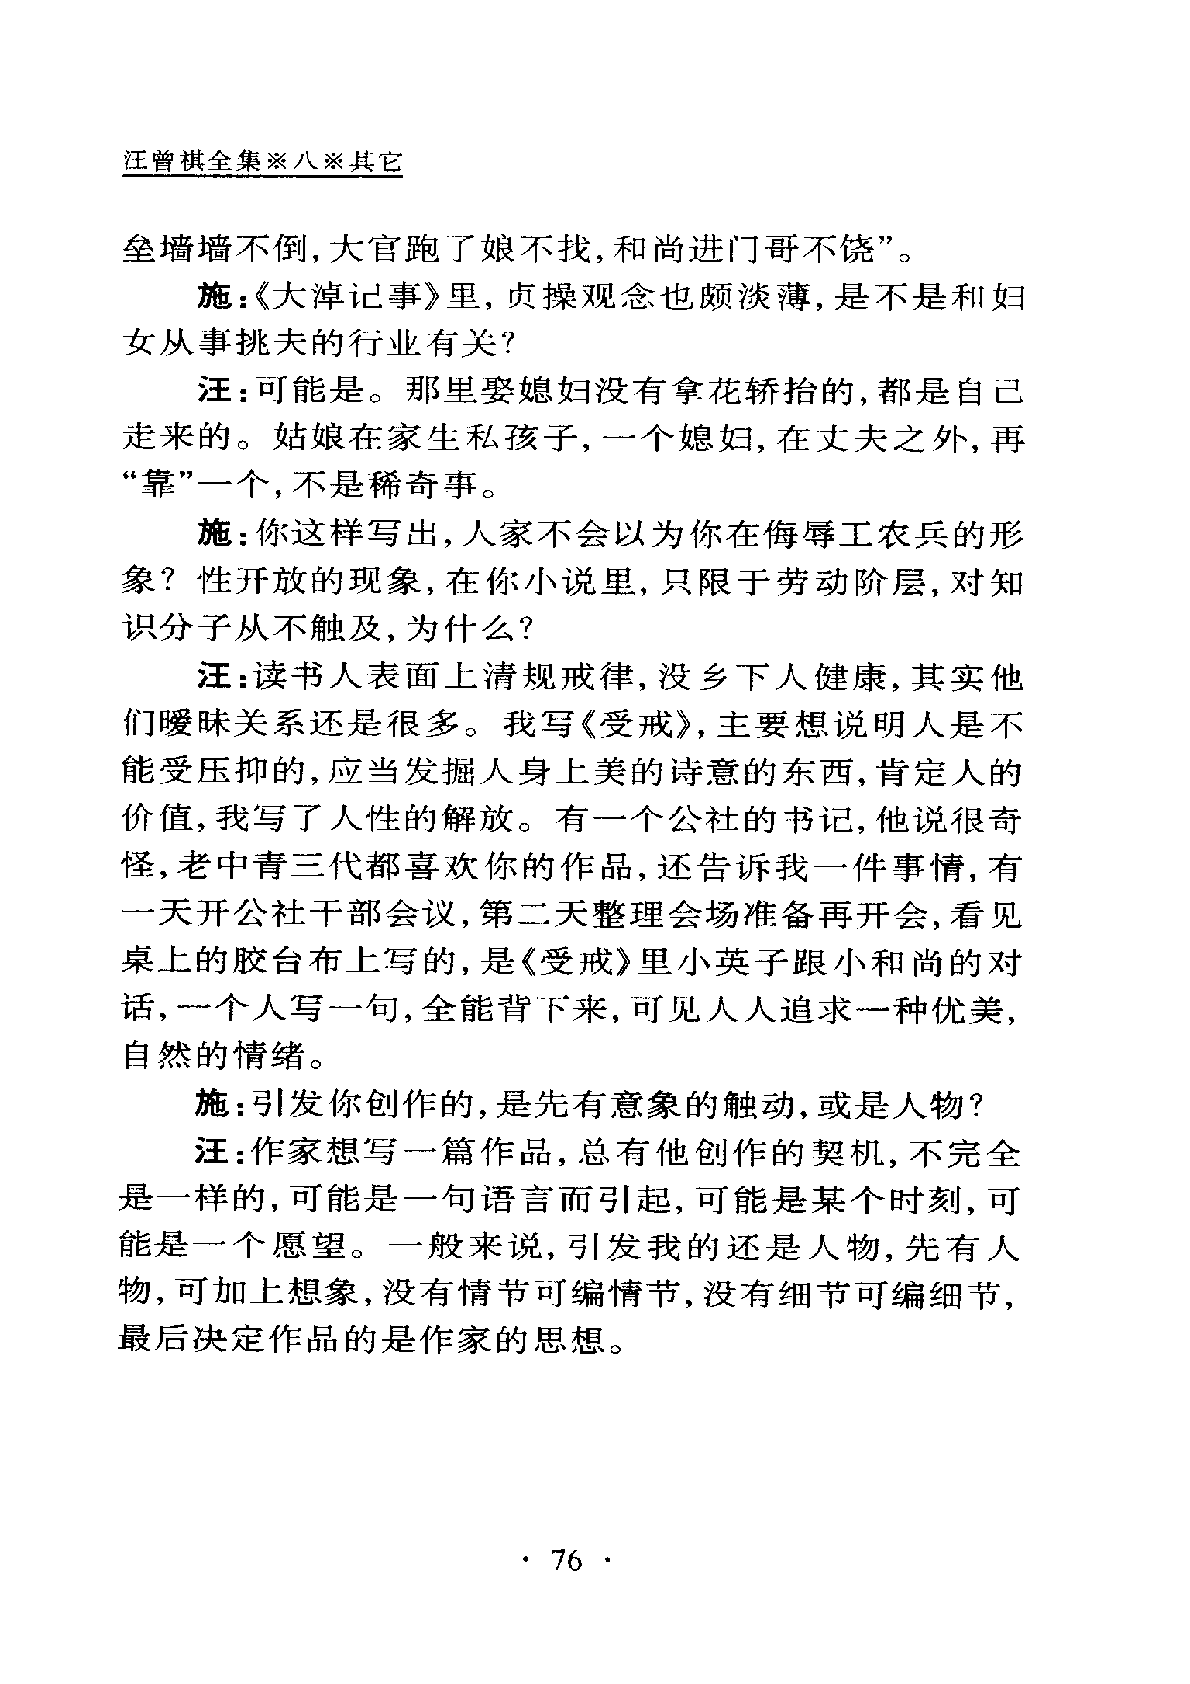 汪曾祺全集※八※其它
垒墙墙不倒,大官跑了娘不找,和尚进门哥不饶”。
施:《大淖记事》里,贞操观念也颇淡薄,是不是和妇
女从事挑夫的行业有关?
汪:可能是。那里娶媳妇没有拿花轿抬的,都是自己
走来的。姑娘在家生私孩子,一个媳妇,在丈夫之外,再
“靠”一个,不是稀奇事。
施:你这样写出,人家不会以为你在侮辱工农兵的形
象?性开放的现象,在你小说里,只限于劳动阶层,对知
识分子从不触及,为什么?
汪:读书人表面上清规戒律,没乡下人健康,其实他
们暧昧关系还是很多。我写《受戒》,主要想说明人是不
能受压抑的,应当发掘人身上美的诗意的东西,肯定人的
价值,我写了人性的解放。有一个公社的书记,他说很奇
怪,老中青三代都喜欢你的作品,还告诉我一件事情,有
一天开公社干部会议,第二天整理会场准备再开会,看见
桌上的胶台布上写的,是《受戒》里小英子跟小和尚的对
话,一个人写一句,全能背下来,可见人人追求一种优美,
自然的情绪。
施:引发你创作的,是先有意象的触动,或是人物?
汪:作家想写一篇作品,总有他创作的契机,不完全
是一样的,可能是一句语言而引起,可能是某个时刻,可
能是一个愿望。一般来说,引发我的还是人物,先有人
物,可加上想象,没有情节可编情节,没有细节可编细节,
最后决定作品的是作家的思想。
· 76 ·